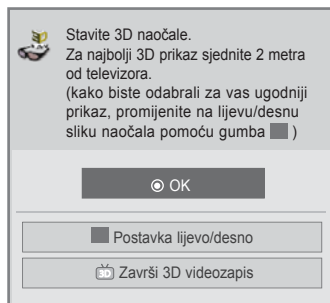 Stavite 3D naočale.
Za najbolji 3D prikaz sjednite 2 metra
od televizora.
(kako biste odabrali za vas ugodniji
prikaz, promijenite na lijevu/desnu
sliku naočala pomoću gumba )
OK
Postavka lijevo/desno
3D Završi 3D videozapis